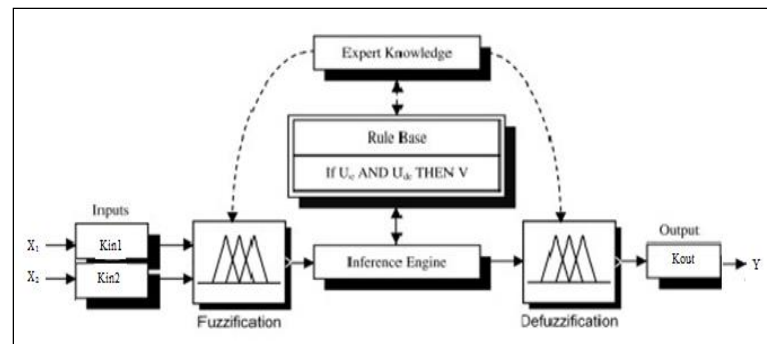 Expert Knowledge
Rule Base
If Ue AND Ude THEN V
Inputs
X1
Kin1
X2
Kin2
Fuzzification
Inference Engine
Defuzzification
Output
Kout
Y